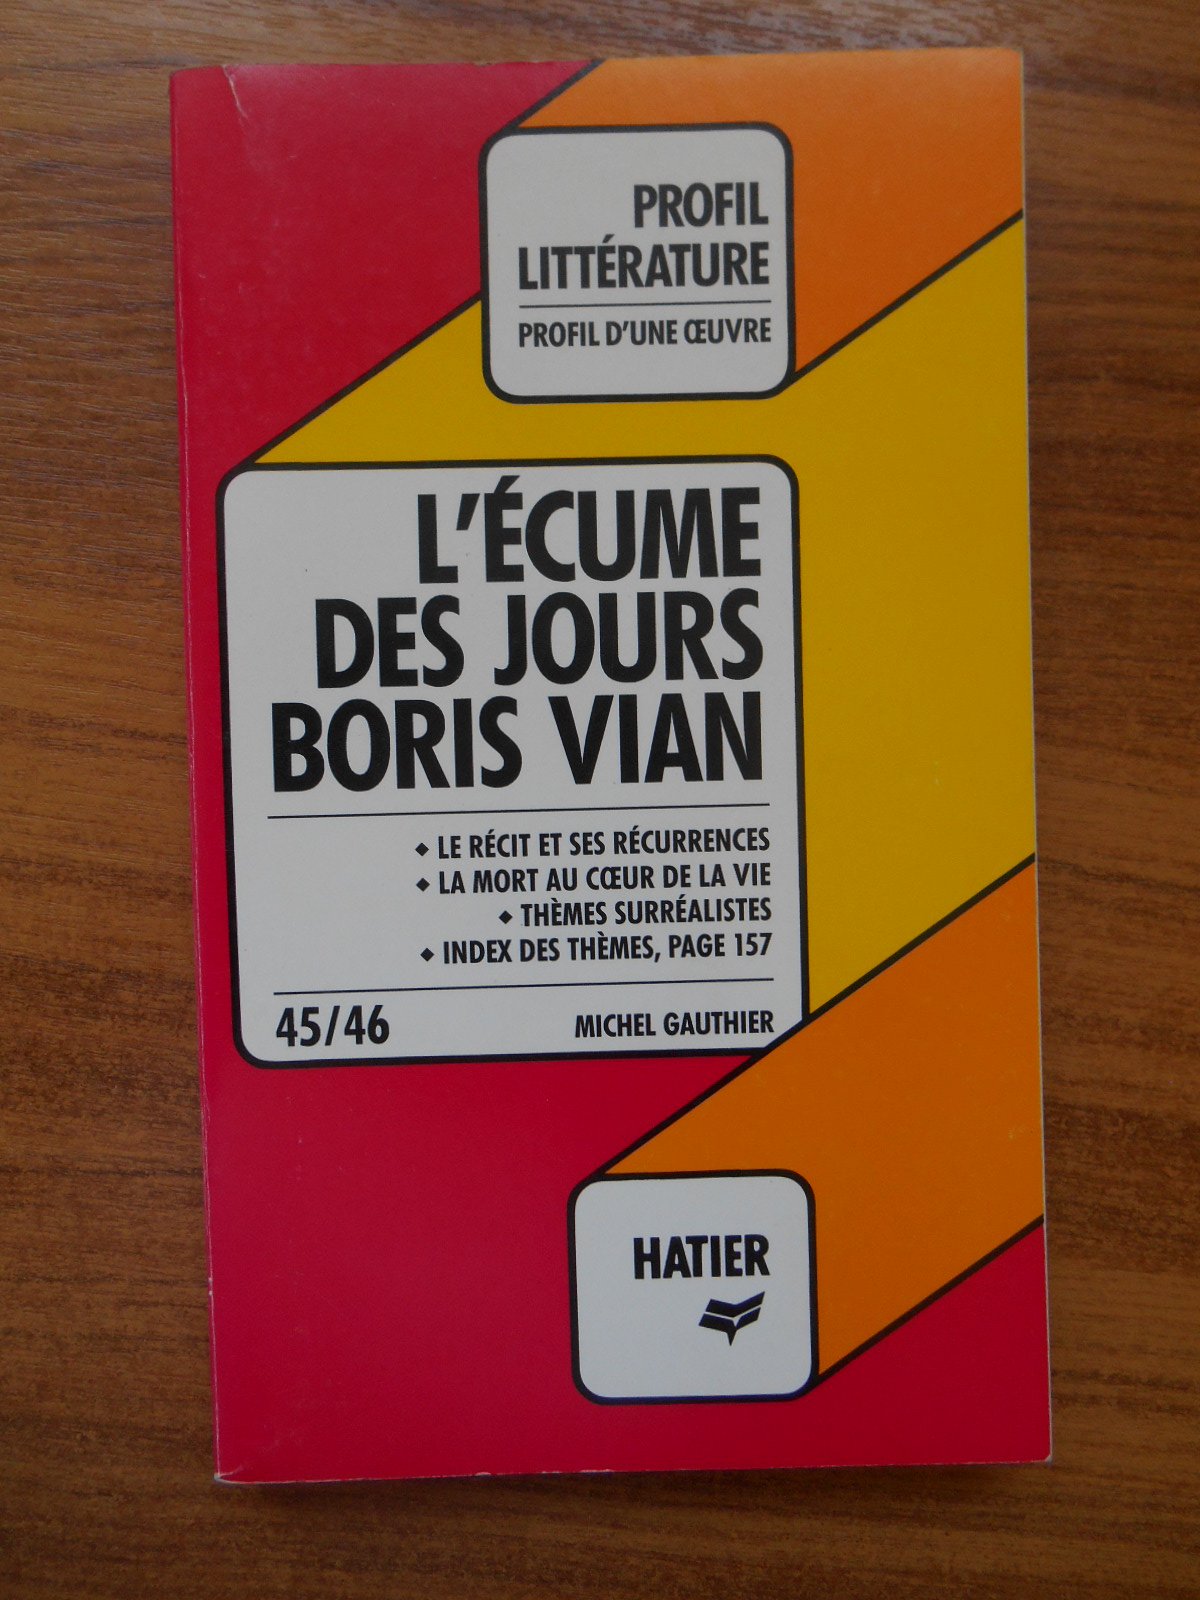 PROFIL
LITTÉRATURE
PROFIL D'UNE ŒUVRE
L'ÉCUME
DES JOURS
BORIS VIAN
◆ LE RÉCIT ET SES RÉCURRENCES
◆ LA MORT AU CŒUR DE LA VIE
◆ THÈMES SURRÉALISTES
◆ INDEX DES THÈMES, PAGE 157
45/46 MICHEL GAUTHIER
HATIER